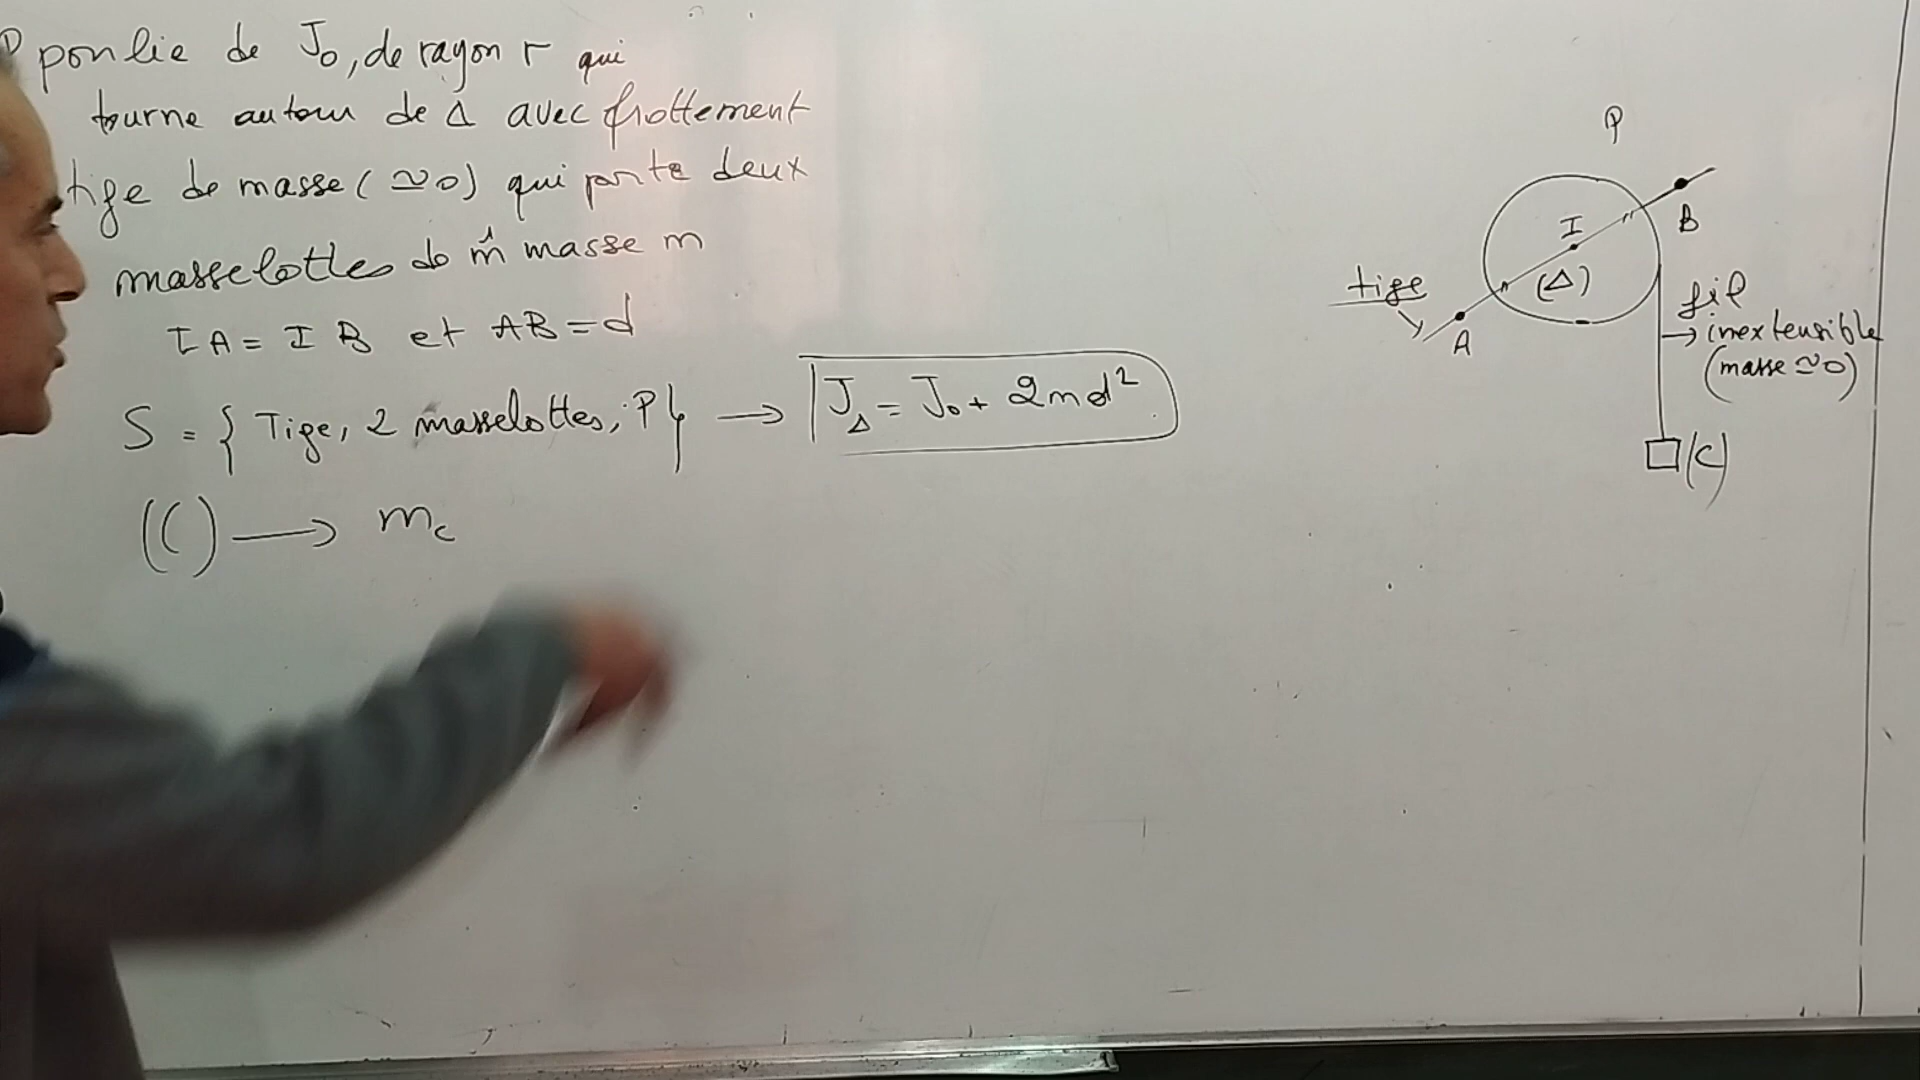 P poulie de J₀, de rayon r qui
tourne autour de Δ avec frottement
tige de masse (≃0) qui porte deux
masselottes de m̂ masse m
IA = IB et AB = d
S = { Tige, 2 masselottes, P} → J_Δ = J₀ + 2md²
(C) → m_c
P
I
B
(Δ)
tige
A
fil
→ inextensible
(masse ≃0)
(C)